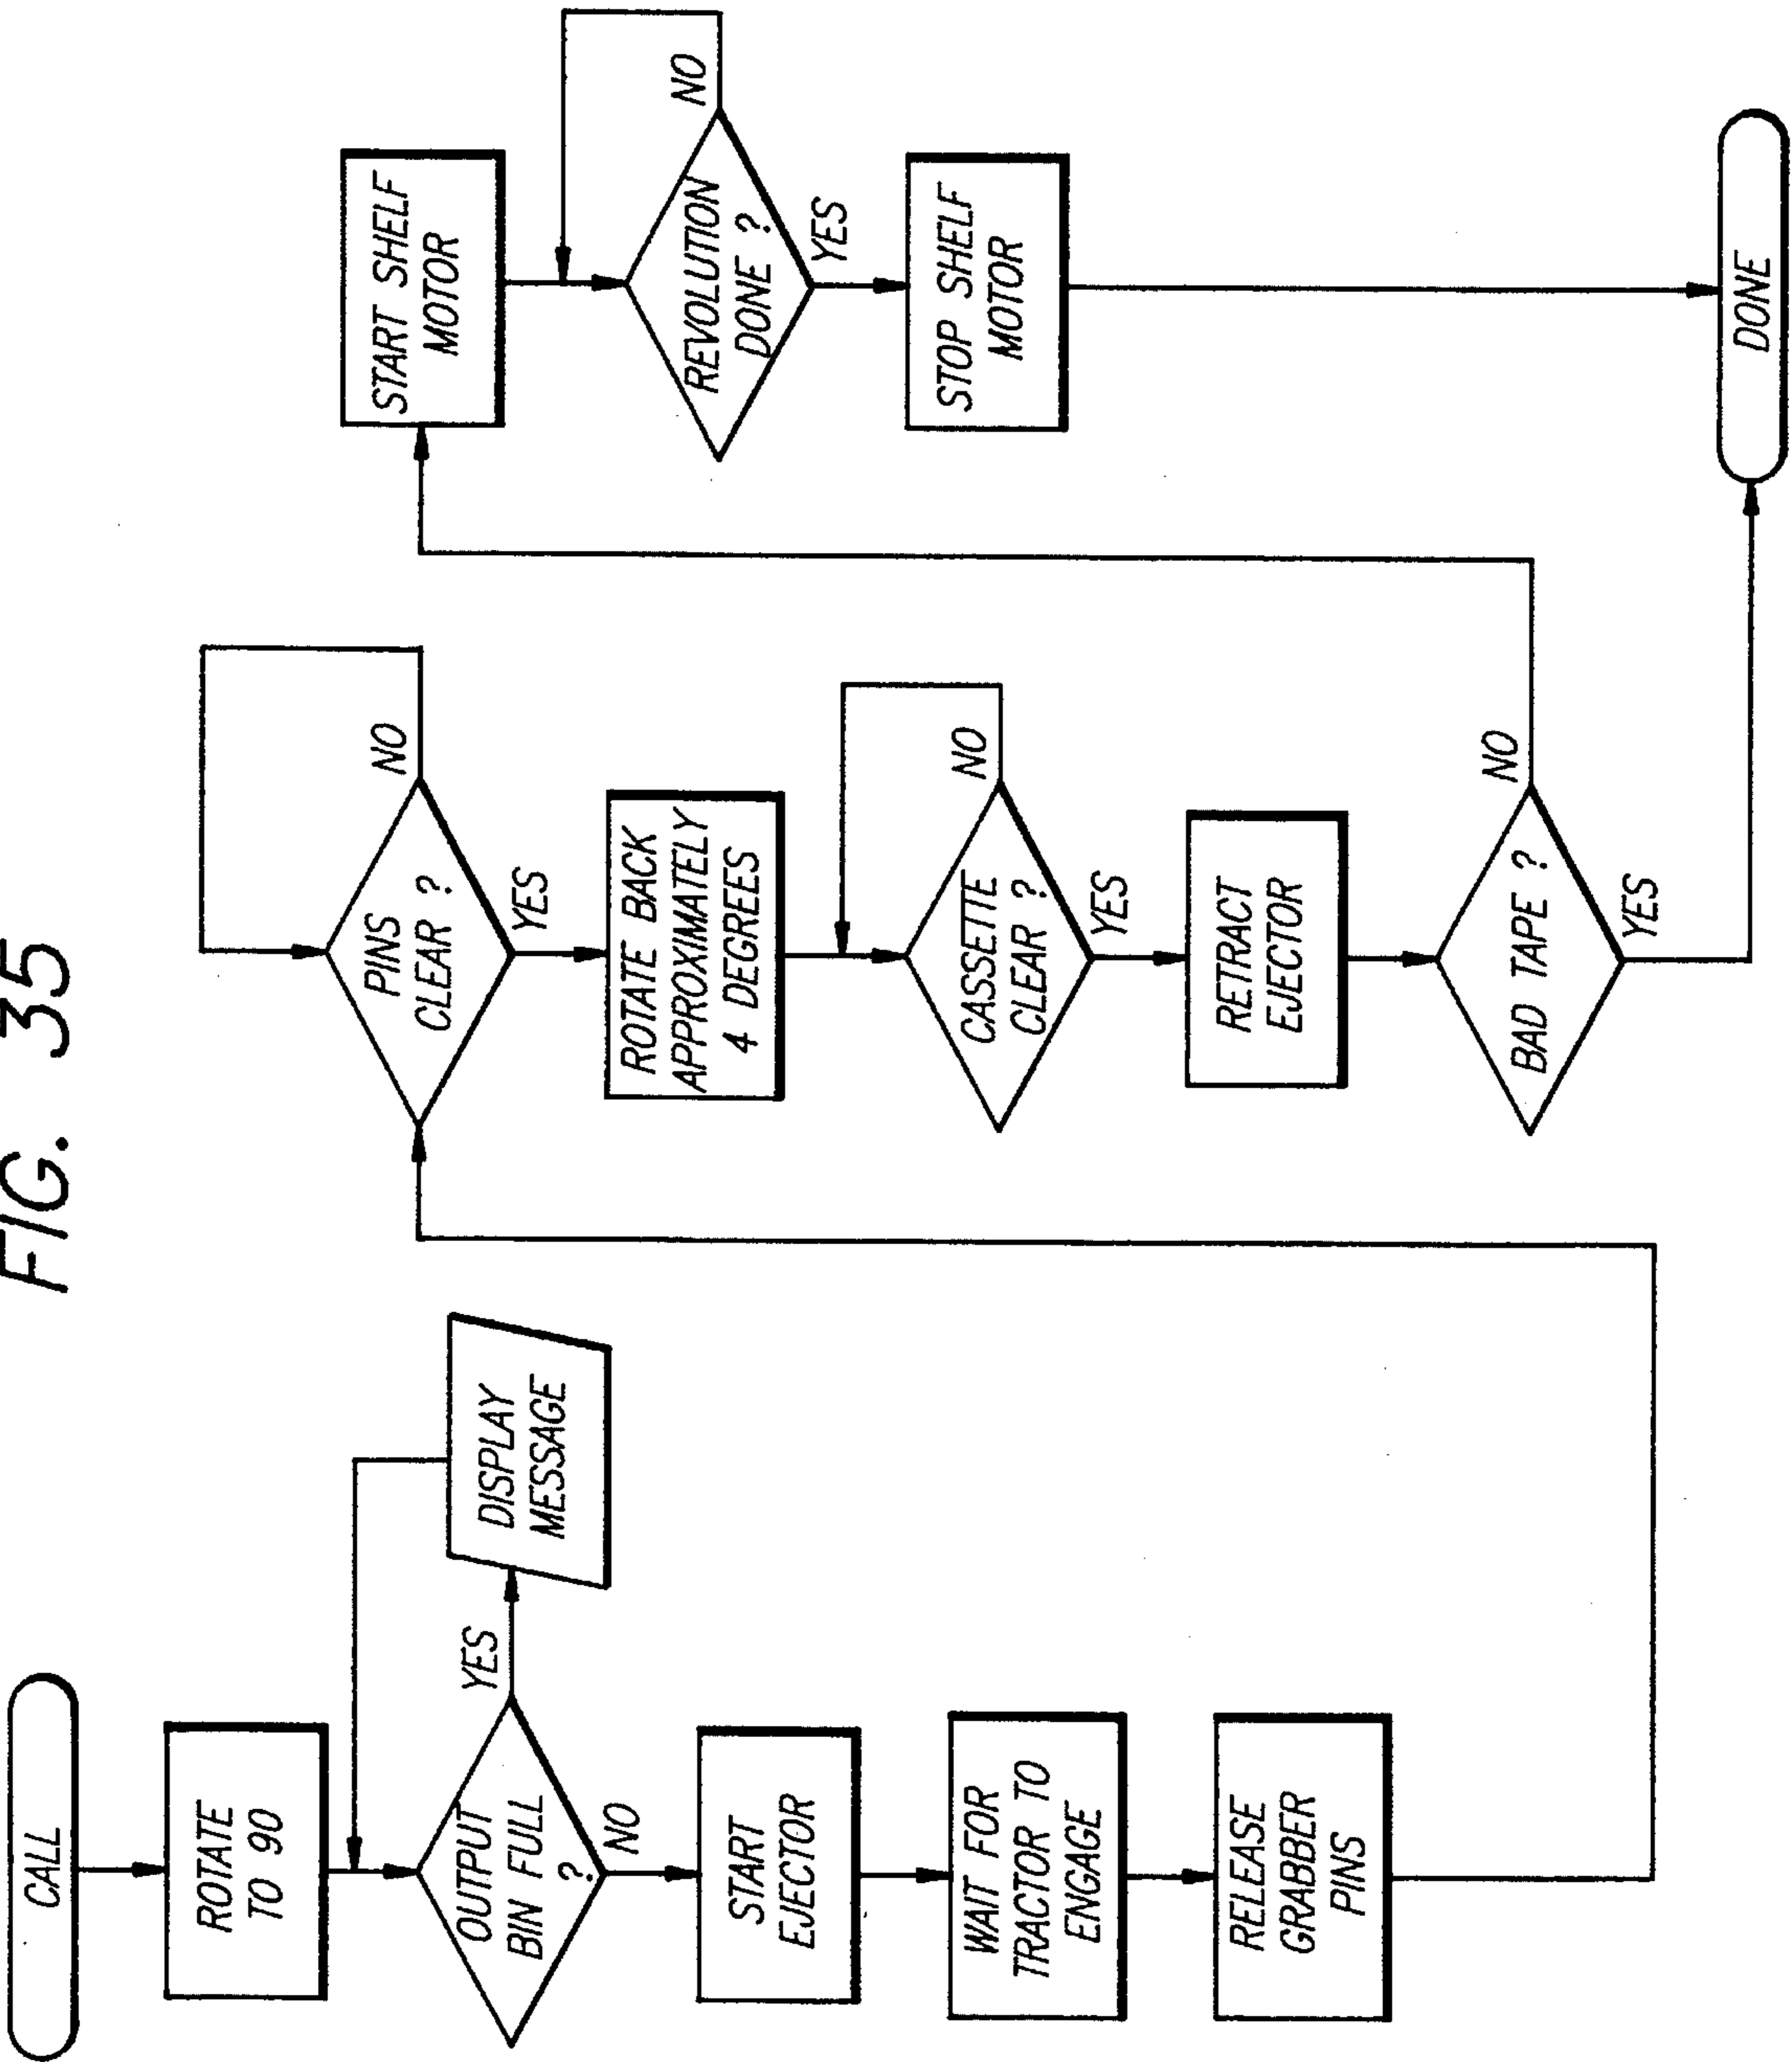 FIG. 35
CALL
ROTATE
TO 90
OUTPUT
BIN FULL
?
YES
NO
DISPLAY
MESSAGE
START
EJECTOR
WAIT FOR
TRACTOR TO
ENGAGE
RELEASE
GRABBER
PINS
PINS
CLEAR ?
NO
YES
ROTATE BACK
APPROXIMATELY
4 DEGREES
CASSETTE
CLEAR ?
NO
YES
RETRACT
EJECTOR
BAD TAPE ?
NO
YES
START SHELF
MOTOR
REVOLUTION
DONE ?
NO
YES
STOP SHELF
MOTOR
DONE